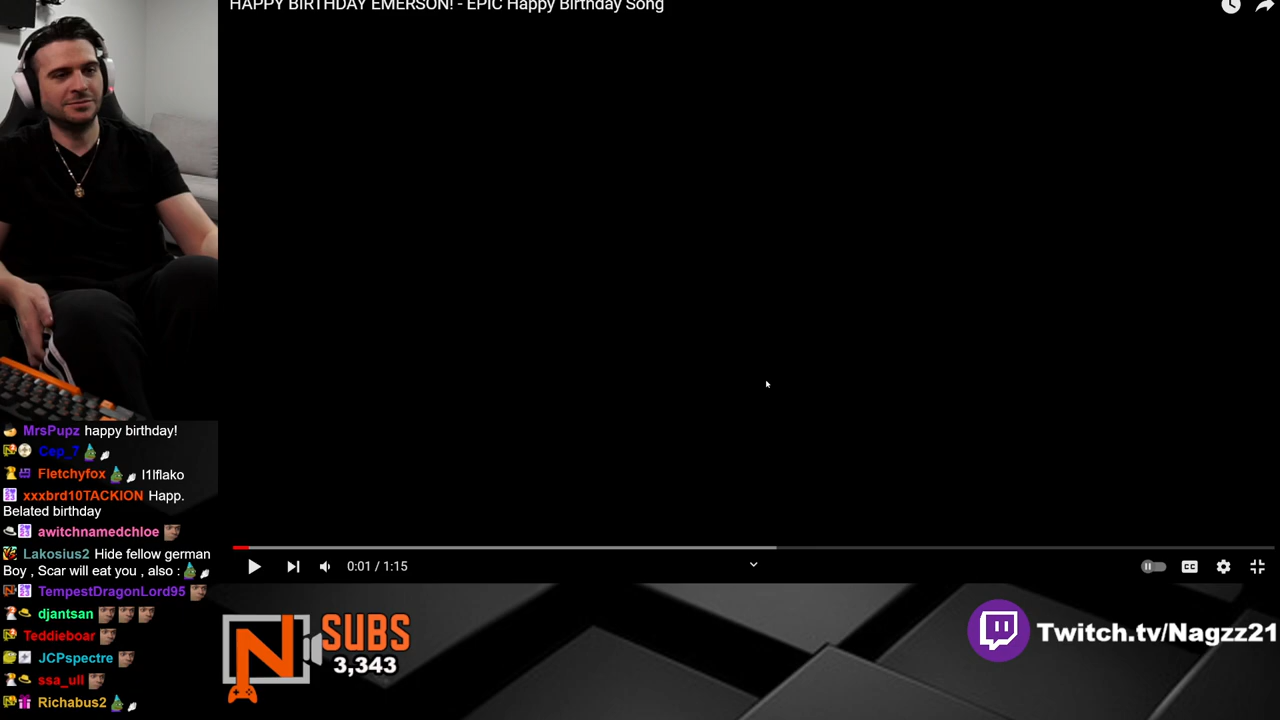 HAPPY BIRTHDAY EMERSON! - EPIC Happy Birthday Song
MrsPupz happy birthday!
Cep_7
Fletchyfox l1lflako
xxxbrd10TACKION Happ.
Belated birthday
awitchnamedchloe
Lakosius2 Hide fellow german
Boy , Scar will eat you , also :
TempestDragonLord95
djantsan
Teddieboar
JCPspectre
ssa_ull
Richabus2
0:01 / 1:15
CC
N SUBS
3,343
Twitch.tv/Nagzz21